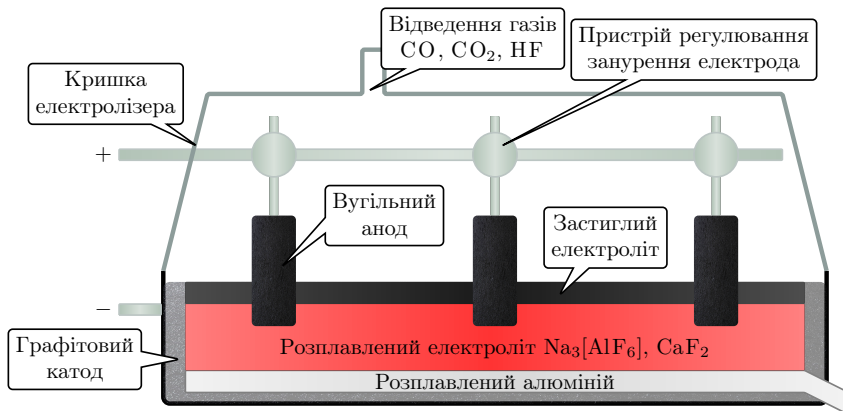 Відведення газів
CO, CO₂, HF
Пристрій регулювання
занурення електрода
Кришка
електролізера
+
Вугільний
анод
Застиглий
електроліт
−
Графітовий
катод
Розплавлений електроліт Na₃[AlF₆], CaF₂
Розплавлений алюміній